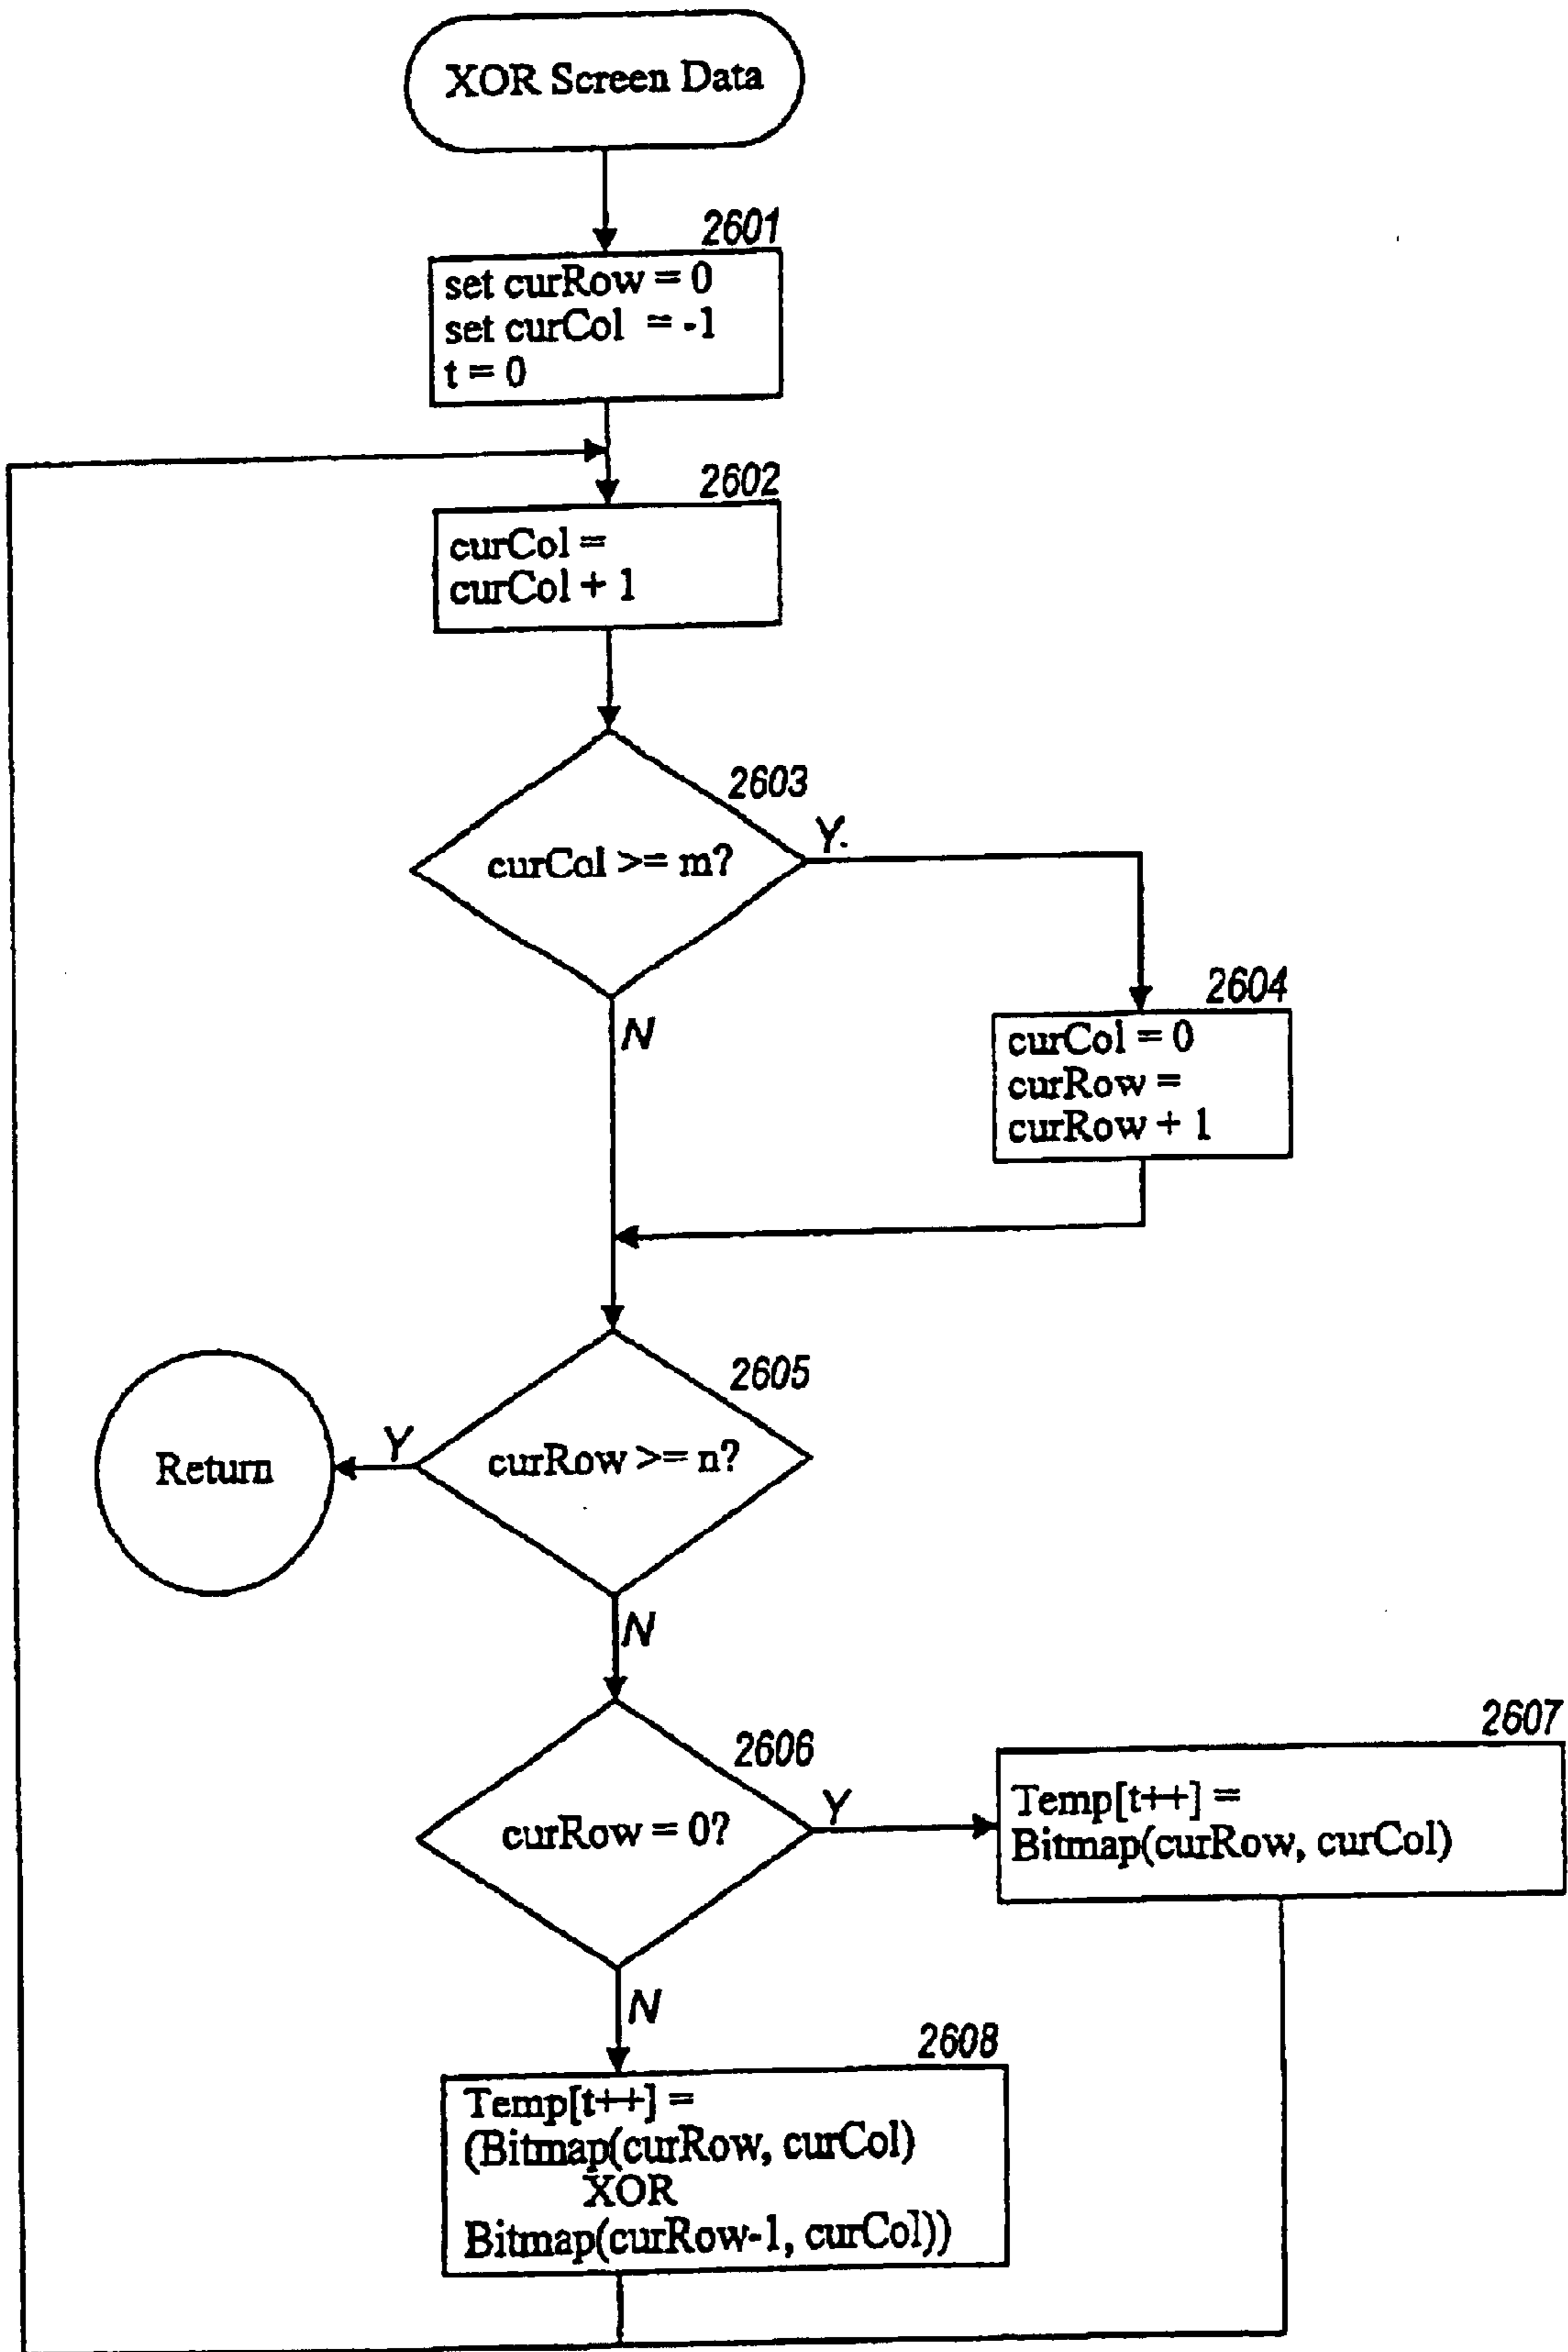 XOR Screen Data
2601
set curRow = 0
set curCol = -1
t = 0
2602
curCol =
curCol + 1
2603
curCol >= m?
Y.
N
2604
curCol = 0
curRow =
curRow + 1
2605
curRow >= n?
Y
Return
N
2606
curRow = 0?
Y
2607
Temp[t++] =
Bitmap(curRow, curCol)
N
2608
Temp[t++] =
(Bitmap(curRow, curCol)
XOR
Bitmap(curRow-1, curCol))